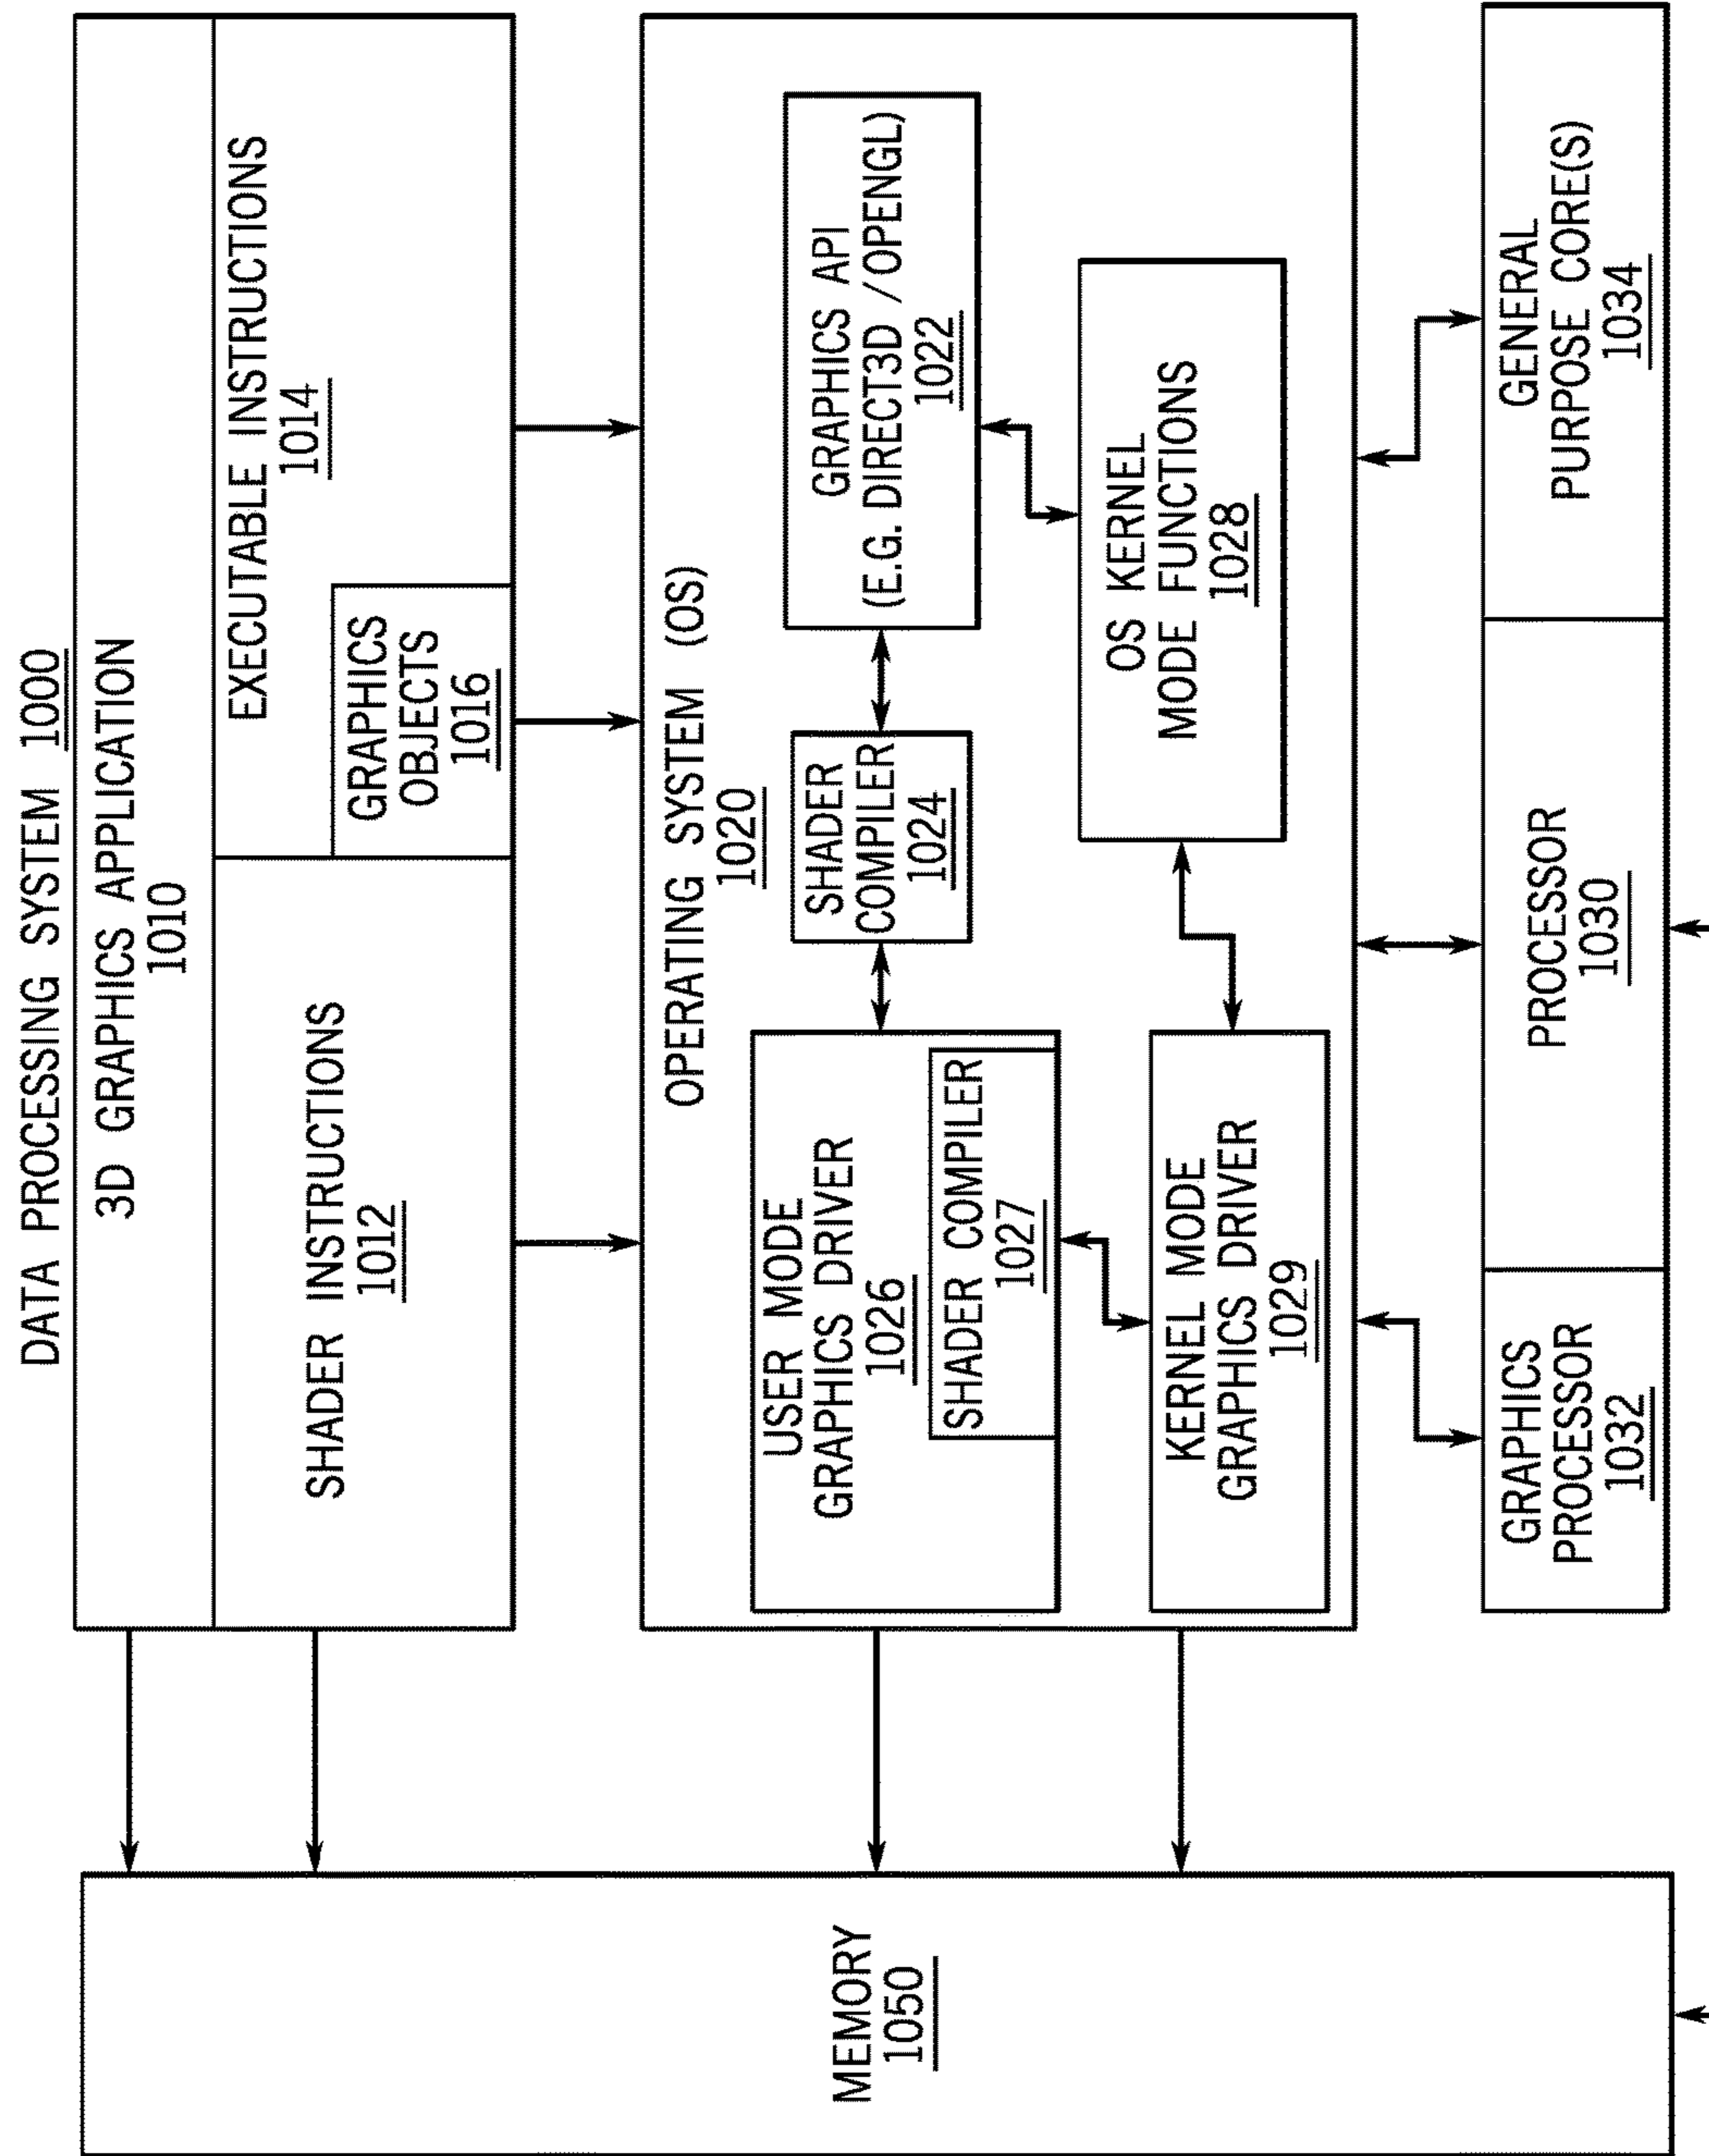 DATA PROCESSING SYSTEM 1000
3D GRAPHICS APPLICATION
1010
SHADER INSTRUCTIONS
1012
EXECUTABLE INSTRUCTIONS
1014
GRAPHICS
OBJECTS
1016
OPERATING SYSTEM (OS)
1020
USER MODE
GRAPHICS DRIVER
1026
SHADER COMPILER
1027
SHADER
COMPILER
1024
GRAPHICS API
(E.G. DIRECT3D /OPENGL)
1022
KERNEL MODE
GRAPHICS DRIVER
1029
OS KERNEL
MODE FUNCTIONS
1028
GRAPHICS
PROCESSOR
1032
PROCESSOR
1030
GENERAL
PURPOSE CORE(S)
1034
MEMORY
1050